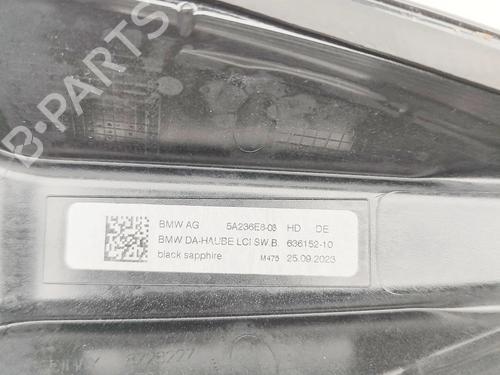 B-PARTS
BMW AG 5A236E8-08 HD DE
BMW DA-HAUBE LCI SW.B. 636152-10
black sapphire M475 25.09.2023